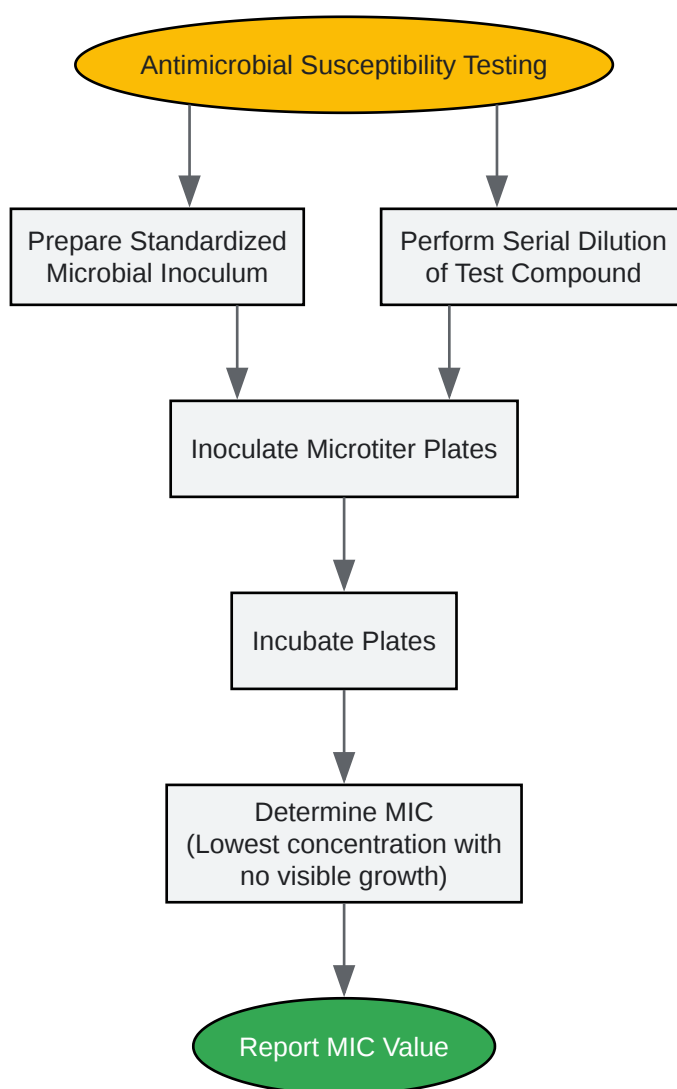 Antimicrobial Susceptibility Testing
Prepare Standardized
Microbial Inoculum
Perform Serial Dilution
of Test Compound
Inoculate Microtiter Plates
Incubate Plates
Determine MIC
(Lowest concentration with
no visible growth)
Report MIC Value